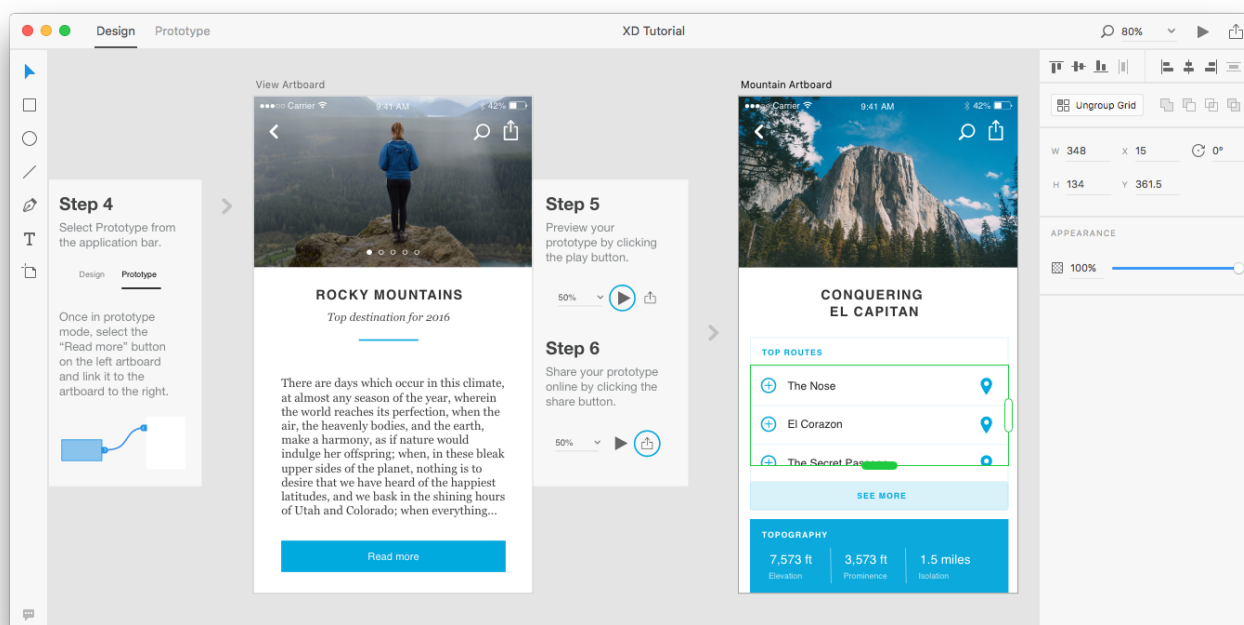 Design
Prototype
XD Tutorial
80%
View Artboard
Mountain Artboard
Step 4
Select Prototype from
the application bar.
Design
Prototype
Once in prototype
mode, select the
“Read more” button
on the left artboard
and link it to the
artboard to the right.
Carrier
9:41 AM
42%
ROCKY MOUNTAINS
Top destination for 2016
There are days which occur in this climate,
at almost any season of the year, wherein
the world reaches its perfection, when the
air, the heavenly bodies, and the earth,
make a harmony, as if nature would
indulge her offspring; when, in these bleak
upper sides of the planet, nothing is to
desire that we have heard of the happiest
latitudes, and we bask in the shining hours
of Utah and Colorado; when everything...
Read more
Step 5
Preview your
prototype by clicking
the play button.
50%
Step 6
Share your prototype
online by clicking the
share button.
50%
Carrier
9:41 AM
42%
CONQUERING
EL CAPITAN
TOP ROUTES
The Nose
El Corazon
The Secret Passage
SEE MORE
TOPOGRAPHY
7,573 ft
3,573 ft
1.5 miles
Elevation
Prominence
Isolation
Ungroup Grid
W 348
X 15
0°
H 134
Y 361.5
APPEARANCE
100%
T